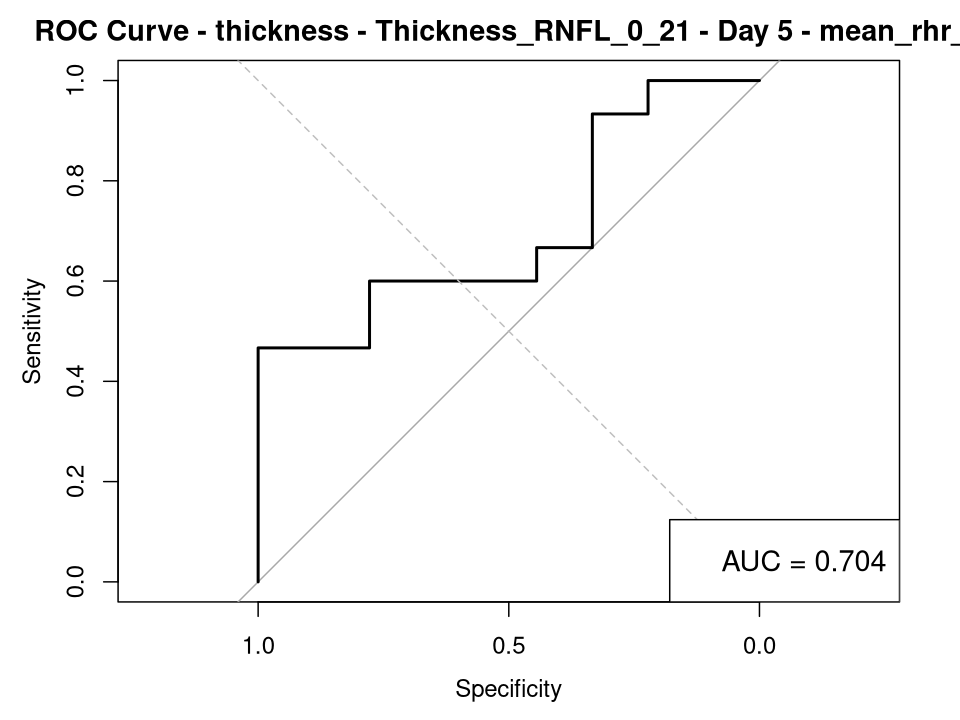 ROC Curve - thickness - Thickness_RNFL_0_21 - Day 5 - mean_rhr_
1.0
0.8
0.6
0.4
0.2
0.0
Sensitivity
AUC = 0.704
1.0 0.5 0.0
Specificity